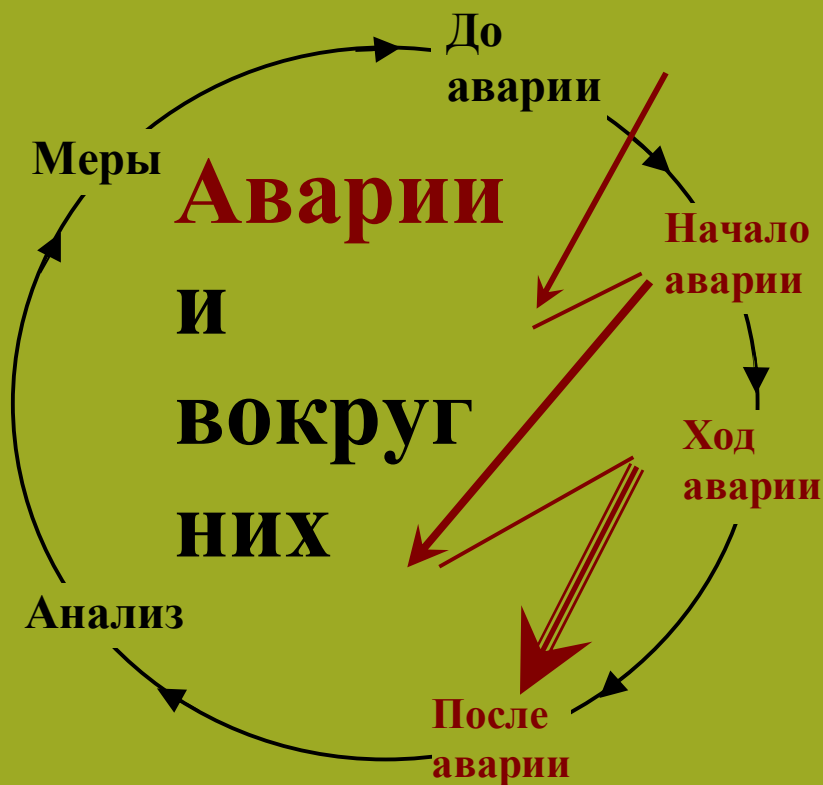 До
аварии
Меры
Аварии
и
вокруг
них
Начало
аварии
Ход
аварии
Анализ
После
аварии